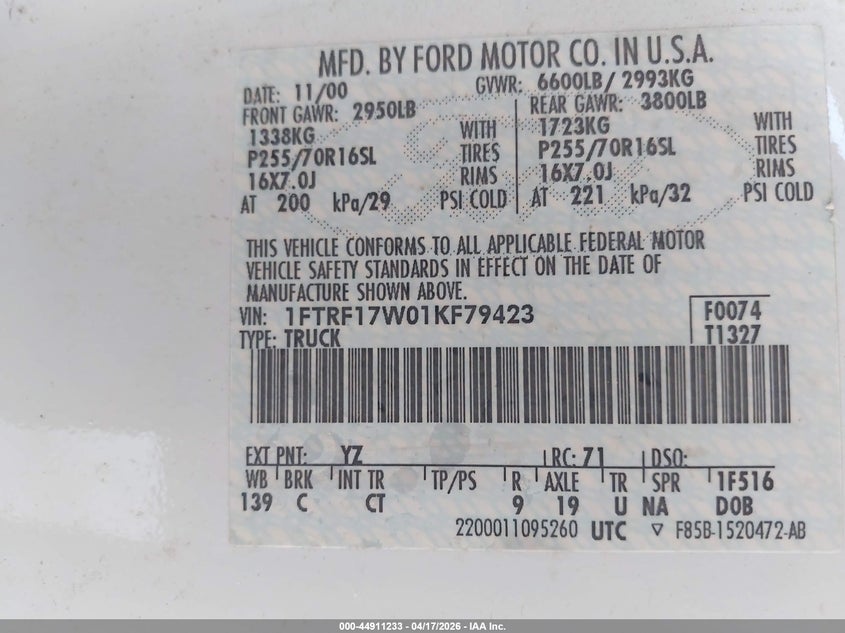 MFD. BY FORD MOTOR CO. IN U.S.A.
DATE: 11/00 GVWR: 6600LB/ 2993KG
FRONT GAWR: 2950LB REAR GAWR: 3800LB
1338KG WITH 1723KG WITH
P255/70R16SL TIRES P255/70R16SL TIRES
16X7.0J RIMS 16X7.0J RIMS
AT 200 kPa/29 PSI COLD AT 221 kPa/32 PSI COLD
THIS VEHICLE CONFORMS TO ALL APPLICABLE FEDERAL MOTOR
VEHICLE SAFETY STANDARDS IN EFFECT ON THE DATE OF
MANUFACTURE SHOWN ABOVE.
VIN: 1FTRF17W01KF79423 F0074
TYPE: TRUCK T1327
EXT PNT: YZ RC: 71 DSO:
WB BRK INT TR TP/PS R AXLE TR SPR 1F516
139 C CT 9 19 U NA DOB
2200011095260 UTC ▽ F85B-1520472-AB
000-44911233 - 04/17/2026 - IAA Inc.